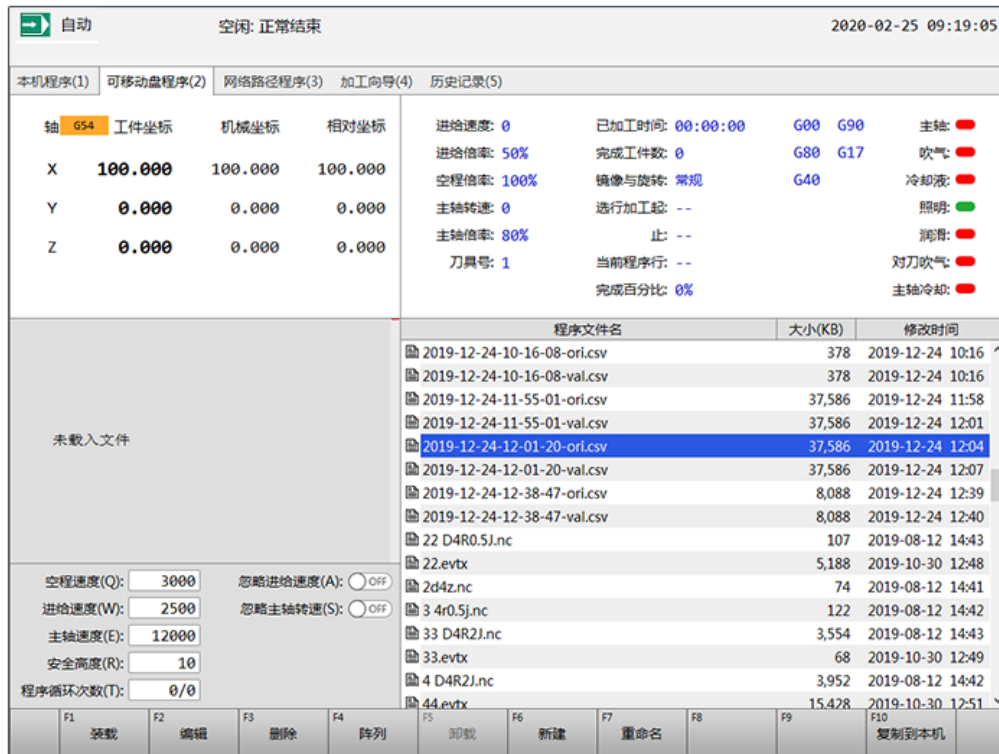 自动 空闲: 正常结束 2020-02-25 09:19:05
本机程序(1) 可移动盘程序(2) 网络路径程序(3) 加工向导(4) 历史记录(5)
轴 G54 工件坐标 机械坐标 相对坐标
X 100.000 100.000 100.000
Y 0.000 0.000 0.000
Z 0.000 0.000 0.000
进给速度: 0 已加工时间: 00:00:00 G00 G90 主轴:
进给倍率: 50% 完成工件数: 0 G80 G17 吹气:
空程倍率: 100% 镜像与旋转: 常规 G40 冷却液:
主轴转速: 0 选行加工起: -- 照明:
主轴倍率: 80% 止: -- 润滑:
刀具号: 1 当前程序行: -- 对刀吹气:
完成百分比: 0% 主轴冷却:
未载入文件
程序文件名 大小(KB) 修改时间
2019-12-24-10-16-08-ori.csv 378 2019-12-24 10:16
2019-12-24-10-16-08-val.csv 378 2019-12-24 10:16
2019-12-24-11-55-01-ori.csv 37,586 2019-12-24 11:58
2019-12-24-11-55-01-val.csv 37,586 2019-12-24 12:01
2019-12-24-12-01-20-ori.csv 37,586 2019-12-24 12:04
2019-12-24-12-01-20-val.csv 37,586 2019-12-24 12:07
2019-12-24-12-38-47-ori.csv 8,088 2019-12-24 12:39
2019-12-24-12-38-47-val.csv 8,088 2019-12-24 12:40
22 D4R0.5J.nc 107 2019-08-12 14:43
22.evtx 5,188 2019-10-30 12:48
2d4z.nc 74 2019-08-12 14:41
3 4r0.5j.nc 122 2019-08-12 14:42
33 D4R2J.nc 3,554 2019-08-12 14:43
33.evtx 68 2019-10-30 12:49
4 D4R2J.nc 3,952 2019-08-12 14:42
44.evtx 15,428 2019-10-30 12:51
空程速度(Q): 3000 忽略进给速度(A): OFF
进给速度(W): 2500 忽略主轴转速(S): OFF
主轴速度(E): 12000
安全高度(R): 10
程序循环次数(T): 0/0
F1 装载 F2 编辑 F3 删除 F4 阵列 F5 卸载 F6 新建 F7 重命名 F8 F9 F10 复制到本机